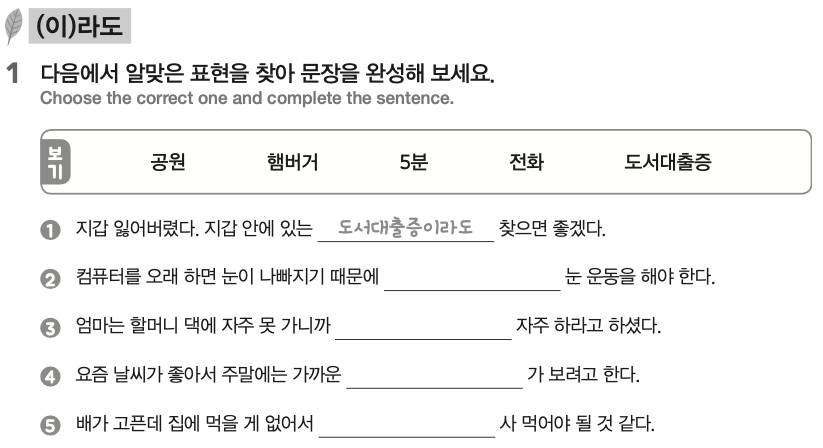 (이)라도
1 다음에서 알맞은 표현을 찾아 문장을 완성해 보세요.
Choose the correct one and complete the sentence.
보기 공원 햄버거 5분 전화 도서대출증
1 지갑 잃어버렸다. 지갑 안에 있는 도서대출증이라도 찾으면 좋겠다.
2 컴퓨터를 오래 하면 눈이 나빠지기 때문에 ____________ 눈 운동을 해야 한다.
3 엄마는 할머니 댁에 자주 못 가니까 ____________ 자주 하라고 하셨다.
4 요즘 날씨가 좋아서 주말에는 가까운 ____________ 가 보려고 한다.
5 배가 고픈데 집에 먹을 게 없어서 ____________ 사 먹어야 될 것 같다.